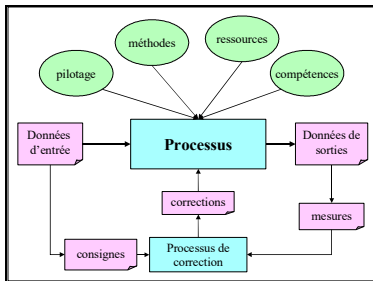 méthodes
ressources
pilotage
compétences
Données
d'entrée
Processus
Données de
sorties
corrections
mesures
consignes
Processus de
correction